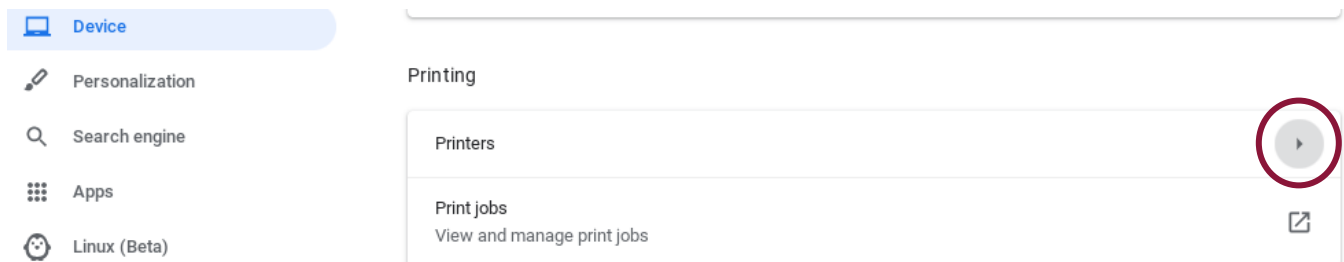 Device
Personalization
Search engine
Apps
Linux (Beta)
Printing
Printers
Print jobs
View and manage print jobs